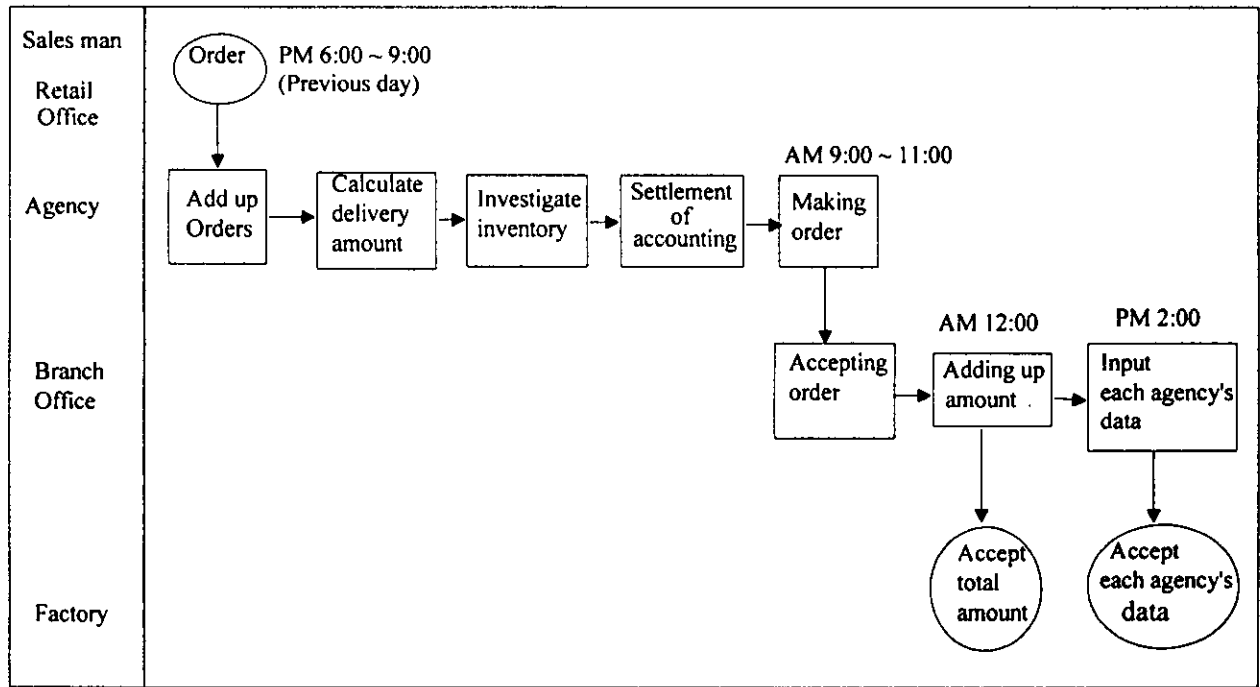 Sales man
Retail
Office
Order
PM 6:00 ~ 9:00
(Previous day)
Agency
Add up
Orders
Calculate
delivery
amount
Investigate
inventory
Settlement
of
accounting
AM 9:00 ~ 11:00
Making
order
Branch
Office
Accepting
order
AM 12:00
Adding up
amount
PM 2:00
Input
each agency's
data
Factory
Accept
total
amount
Accept
each agency's
data